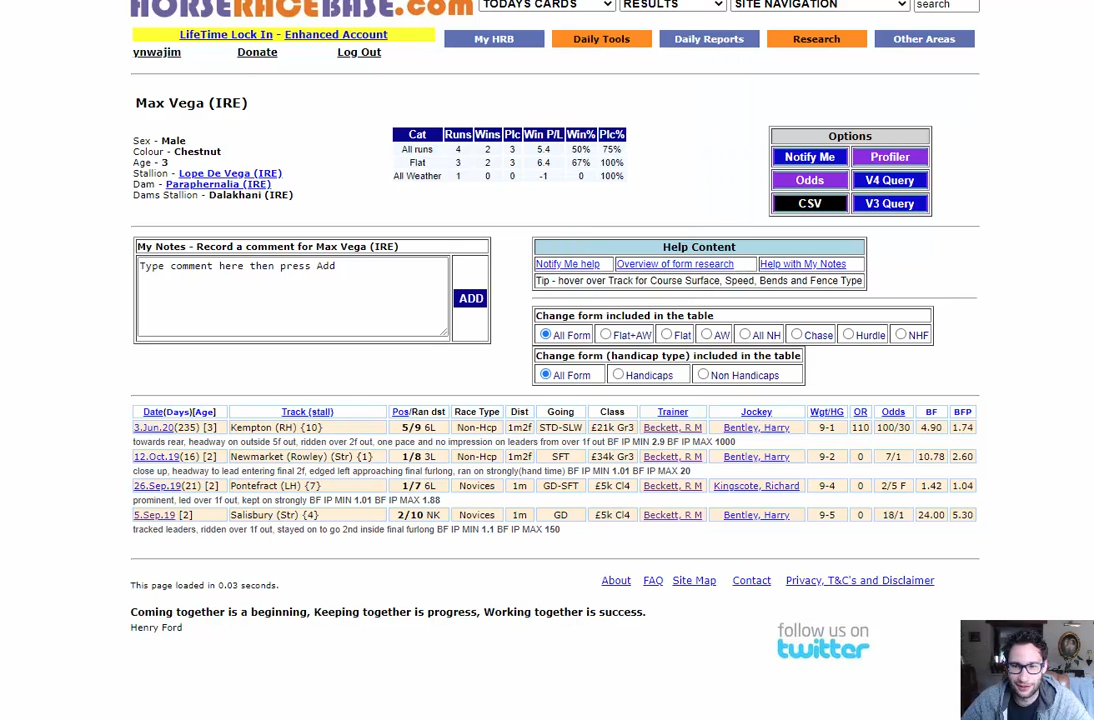 HORSERACEBASE.com
TODAYS CARDS RESULTS SITE NAVIGATION search
LifeTime Lock In - Enhanced Account
ynwajim Donate Log Out
My HRB Daily Tools Daily Reports Research Other Areas
Max Vega (IRE)
Sex - Male
Colour - Chestnut
Age - 3
Stallion - Lope De Vega (IRE)
Dam - Paraphernalia (IRE)
Dams Stallion - Dalakhani (IRE)
Cat Runs Wins Plc Win P/L Win% Plc%
All runs 4 2 3 5.4 50% 75%
Flat 3 2 3 6.4 67% 100%
All Weather 1 0 0 -1 0 100%
Options
Notify Me Profiler
Odds V4 Query
CSV V3 Query
My Notes - Record a comment for Max Vega (IRE)
Type comment here then press Add
ADD
Help Content
Notify Me help Overview of form research Help with My Notes
Tip - hover over Track for Course Surface, Speed, Bends and Fence Type
Change form included in the table
All Form Flat+AW Flat AW All NH Chase Hurdle NHF
Change form (handicap type) included in the table
All Form Handicaps Non Handicaps
Date(Days)[Age] Track {stall} Pos/Ran dst Race Type Dist Going Class Trainer Jockey Wgt/HG OR Odds BF BFP
3.Jun.20(235) [3] Kempton (RH) {10} 5/9 6L Non-Hcp 1m2f STD-SLW £21k Gr3 Beckett, R M Bentley, Harry 9-1 110 100/30 4.90 1.74
towards rear, headway on outside 5f out, ridden over 2f out, one pace and no impression on leaders from over 1f out BF IP MIN 2.9 BF IP MAX 1000
12.Oct.19(16) [2] Newmarket (Rowley) (Str) {1} 1/8 3L Non-Hcp 1m2f SFT £34k Gr3 Beckett, R M Bentley, Harry 9-2 0 7/1 10.78 2.60
close up, headway to lead entering final 2f, edged left approaching final furlong, ran on strongly(hand time) BF IP MIN 1.01 BF IP MAX 20
26.Sep.19(21) [2] Pontefract (LH) {7} 1/7 6L Novices 1m GD-SFT £5k Cl4 Beckett, R M Kingscote, Richard 9-4 0 2/5 F 1.42 1.04
prominent, led over 1f out, kept on strongly BF IP MIN 1.01 BF IP MAX 1.88
5.Sep.19 [2] Salisbury (Str) {4} 2/10 NK Novices 1m GD £5k Cl4 Beckett, R M Bentley, Harry 9-5 0 18/1 24.00 5.30
tracked leaders, ridden over 1f out, stayed on to go 2nd inside final furlong BF IP MIN 1.1 BF IP MAX 150
This page loaded in 0.03 seconds.
About FAQ Site Map Contact Privacy, T&C's and Disclaimer
Coming together is a beginning, Keeping together is progress, Working together is success.
Henry Ford
follow us on
twitter